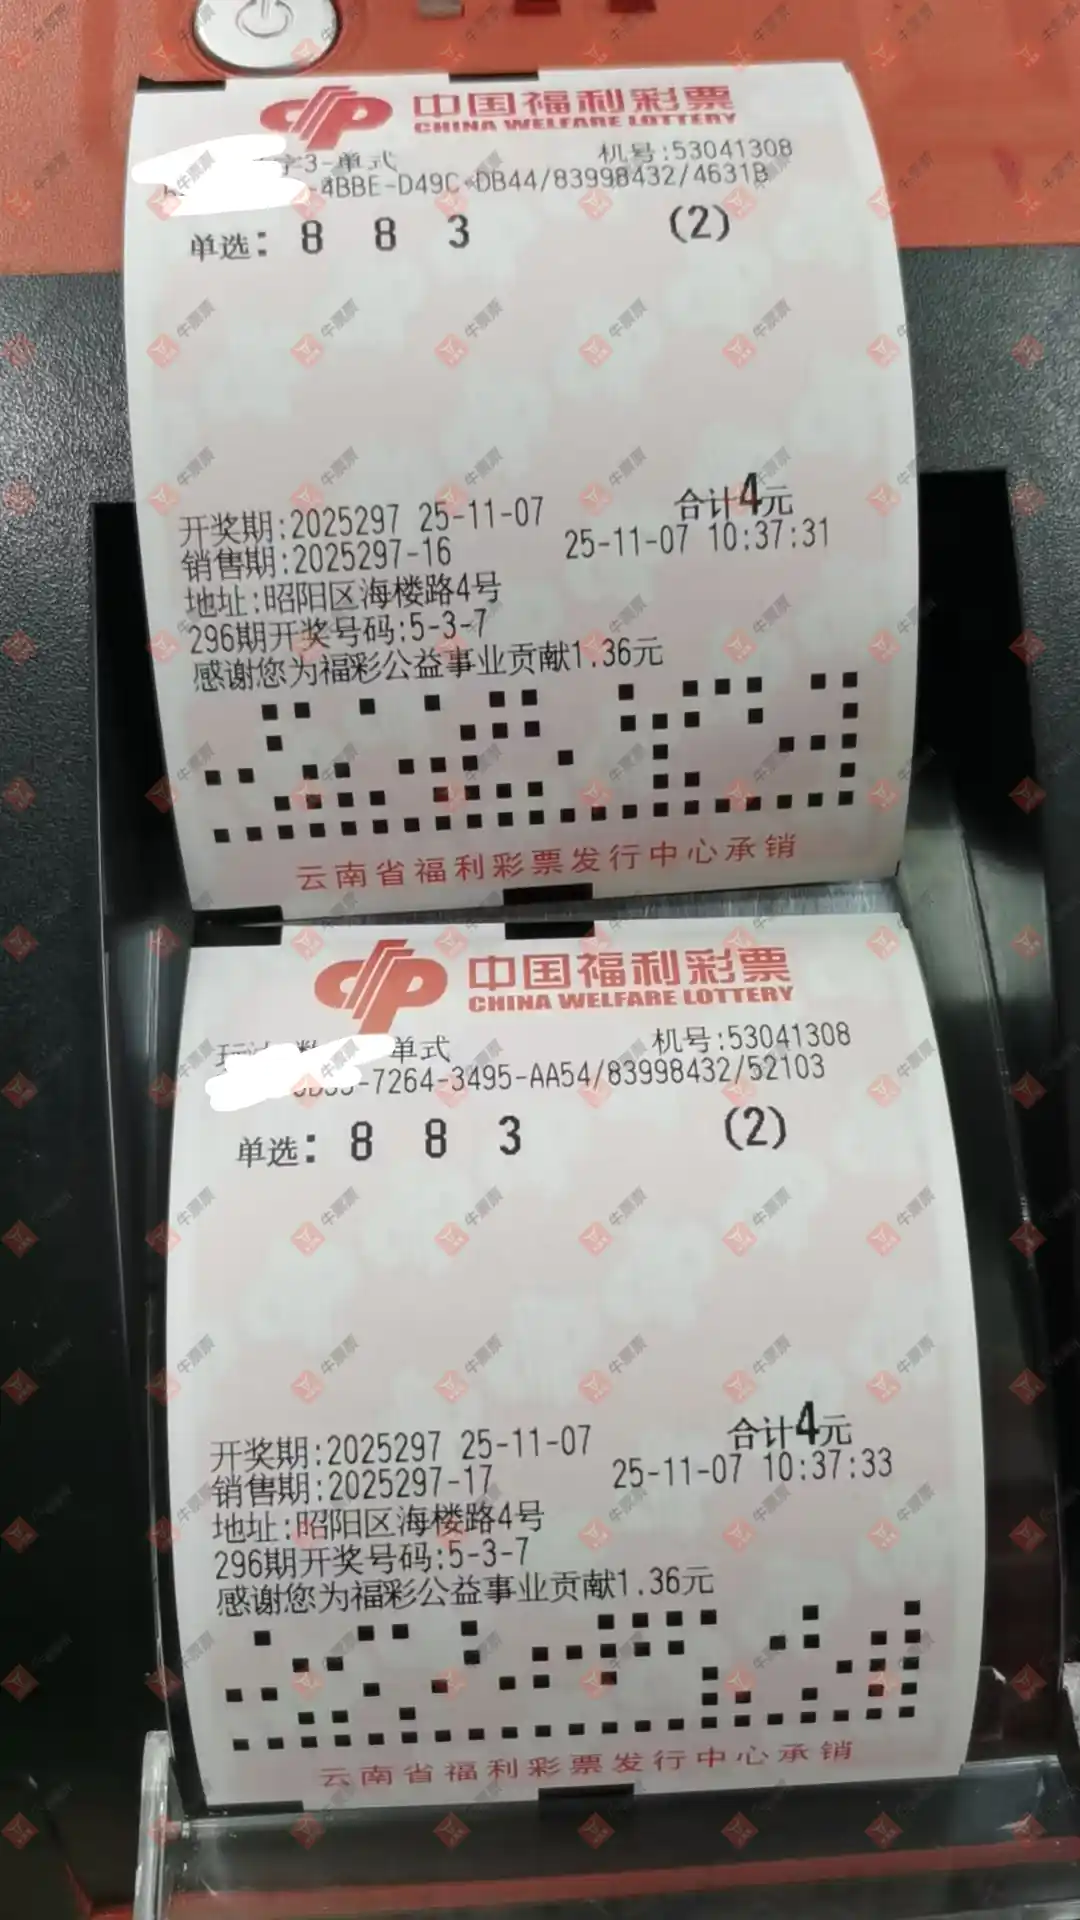 中国福利彩票
CHINA WELFARE LOTTERY
3-单式 机号:53041308
-4BBE-D49C-DB44/83998432/4631B
单选: 8 8 3 (2)
合计4元
开奖期:2025297 25-11-07
销售期:2025297-16 25-11-07 10:37:31
地址:昭阳区海楼路4号
296期开奖号码:5-3-7
感谢您为福彩公益事业贡献1.36元
云南省福利彩票发行中心承销
中国福利彩票
CHINA WELFARE LOTTERY
单式 机号:53041308
-7264-3495-AA54/83998432/52103
单选: 8 8 3 (2)
合计4元
开奖期:2025297 25-11-07
销售期:2025297-17 25-11-07 10:37:33
地址:昭阳区海楼路4号
296期开奖号码:5-3-7
感谢您为福彩公益事业贡献1.36元
云南省福利彩票发行中心承销
牛票票